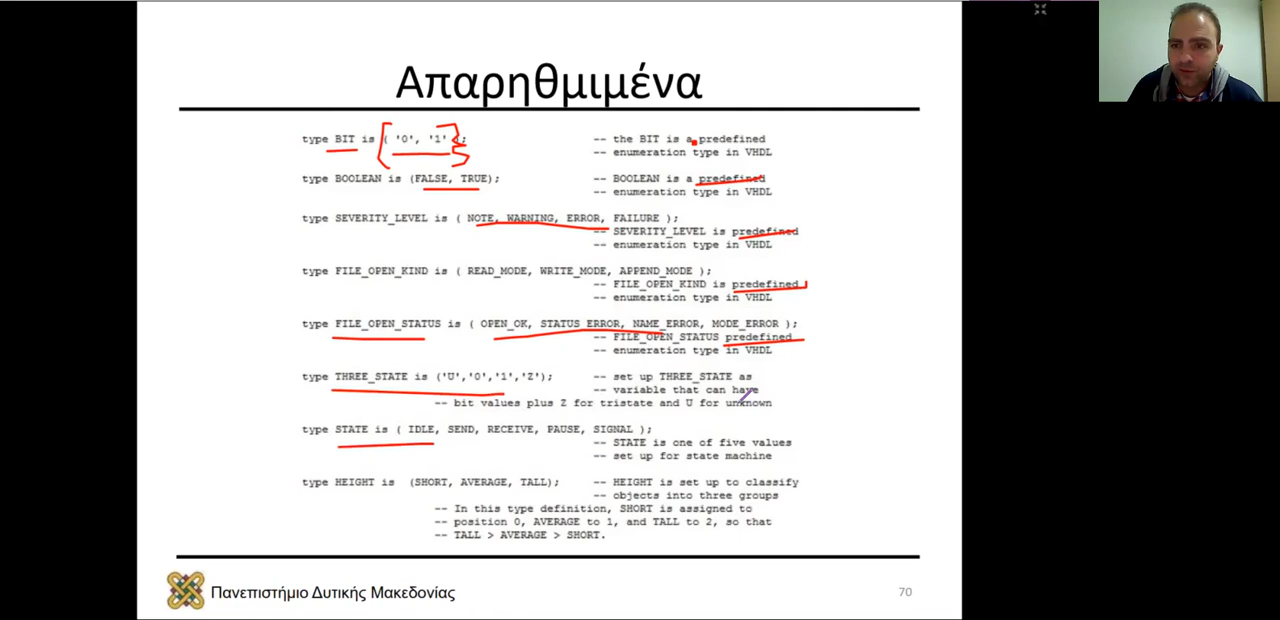 Απαρηθμιμένα
type BIT is ( '0', '1' ); -- the BIT is a predefined
-- enumeration type in VHDL
type BOOLEAN is (FALSE, TRUE); -- BOOLEAN is a predefined
-- enumeration type in VHDL
type SEVERITY_LEVEL is ( NOTE, WARNING, ERROR, FAILURE );
-- SEVERITY_LEVEL is predefined
-- enumeration type in VHDL
type FILE_OPEN_KIND is ( READ_MODE, WRITE_MODE, APPEND_MODE );
-- FILE_OPEN_KIND is predefined
-- enumeration type in VHDL
type FILE_OPEN_STATUS is ( OPEN_OK, STATUS_ERROR, NAME_ERROR, MODE_ERROR );
-- FILE_OPEN_STATUS predefined
-- enumeration type in VHDL
type THREE_STATE is ('U','0','1','Z'); -- set up THREE_STATE as
-- variable that can have
-- bit values plus Z for tristate and U for unknown
type STATE is ( IDLE, SEND, RECEIVE, PAUSE, SIGNAL );
-- STATE is one of five values
-- set up for state machine
type HEIGHT is (SHORT, AVERAGE, TALL); -- HEIGHT is set up to classify
-- objects into three groups
-- In this type definition, SHORT is assigned to
-- position 0, AVERAGE to 1, and TALL to 2, so that
-- TALL > AVERAGE > SHORT.
Πανεπιστήμιο Δυτικής Μακεδονίας
70